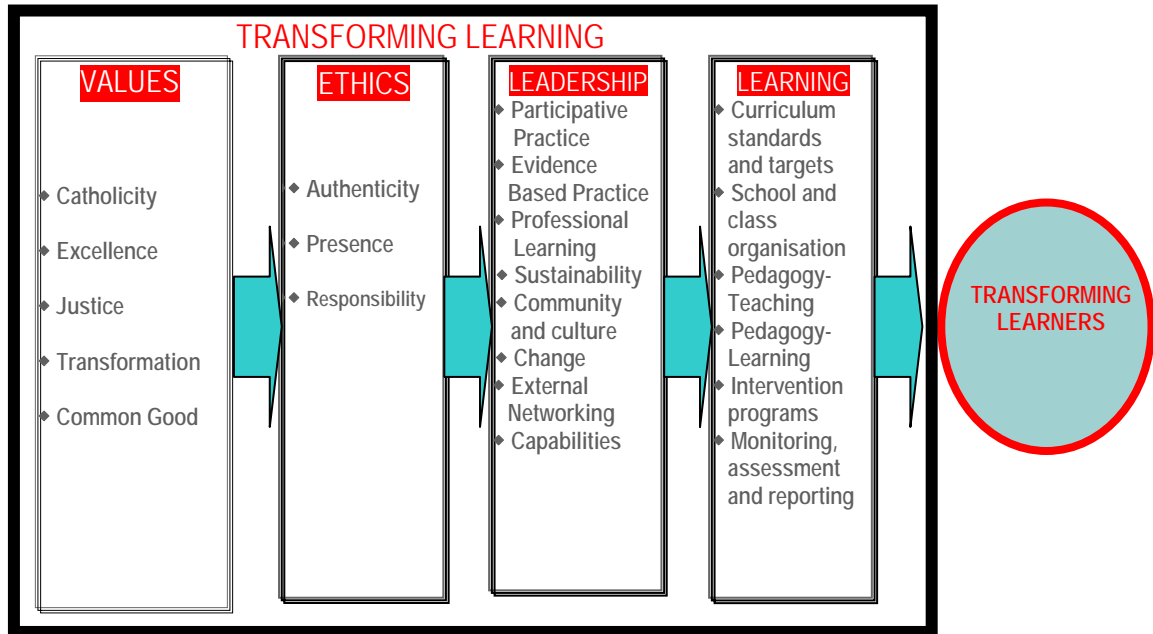 TRANSFORMING LEARNING
VALUES
◆ Catholicity
◆ Excellence
◆ Justice
◆ Transformation
◆ Common Good
ETHICS
◆ Authenticity
◆ Presence
◆ Responsibility
LEADERSHIP
◆ Participative
Practice
◆ Evidence
Based Practice
◆ Professional
Learning
◆ Sustainability
◆ Community
and culture
◆ Change
◆ External
Networking
◆ Capabilities
LEARNING
◆ Curriculum
standards
and targets
◆ School and
class
organisation
◆ Pedagogy-
Teaching
◆ Pedagogy-
Learning
◆ Intervention
programs
◆ Monitoring,
assessment
and reporting
TRANSFORMING
LEARNERS